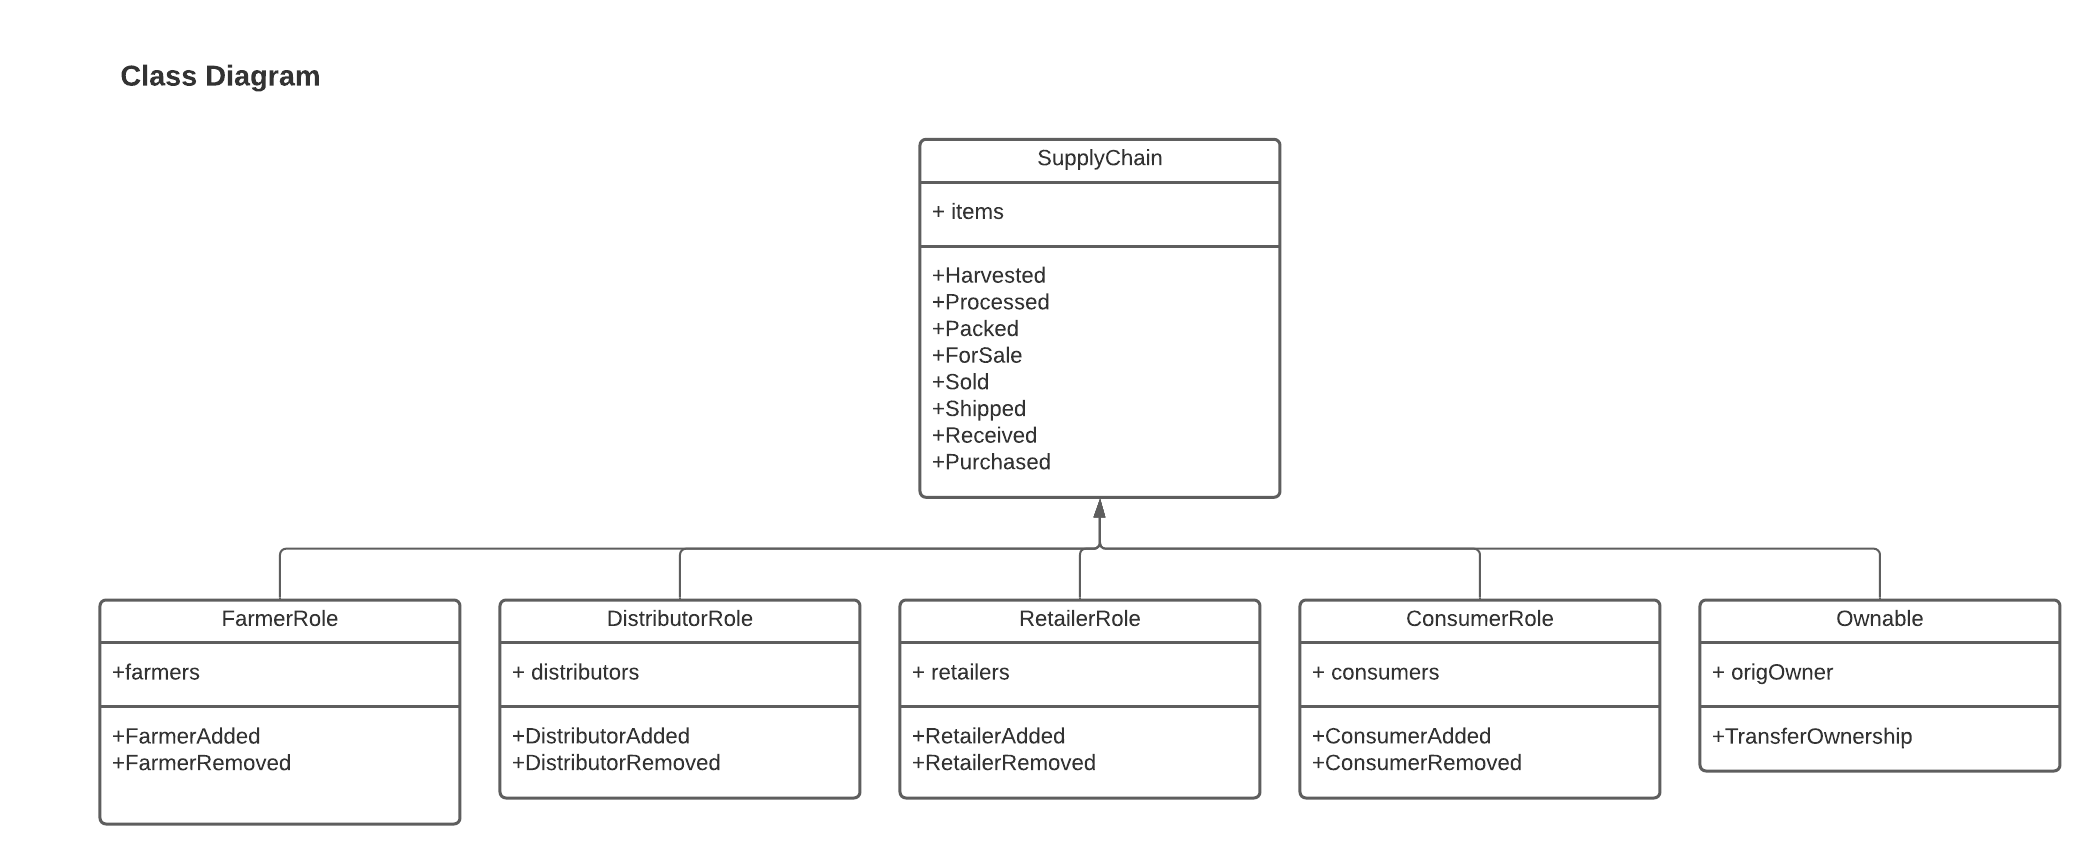 Class Diagram
SupplyChain
+ items
+Harvested
+Processed
+Packed
+ForSale
+Sold
+Shipped
+Received
+Purchased
FarmerRole
+farmers
+FarmerAdded
+FarmerRemoved
DistributorRole
+ distributors
+DistributorAdded
+DistributorRemoved
RetailerRole
+ retailers
+RetailerAdded
+RetailerRemoved
ConsumerRole
+ consumers
+ConsumerAdded
+ConsumerRemoved
Ownable
+ origOwner
+TransferOwnership